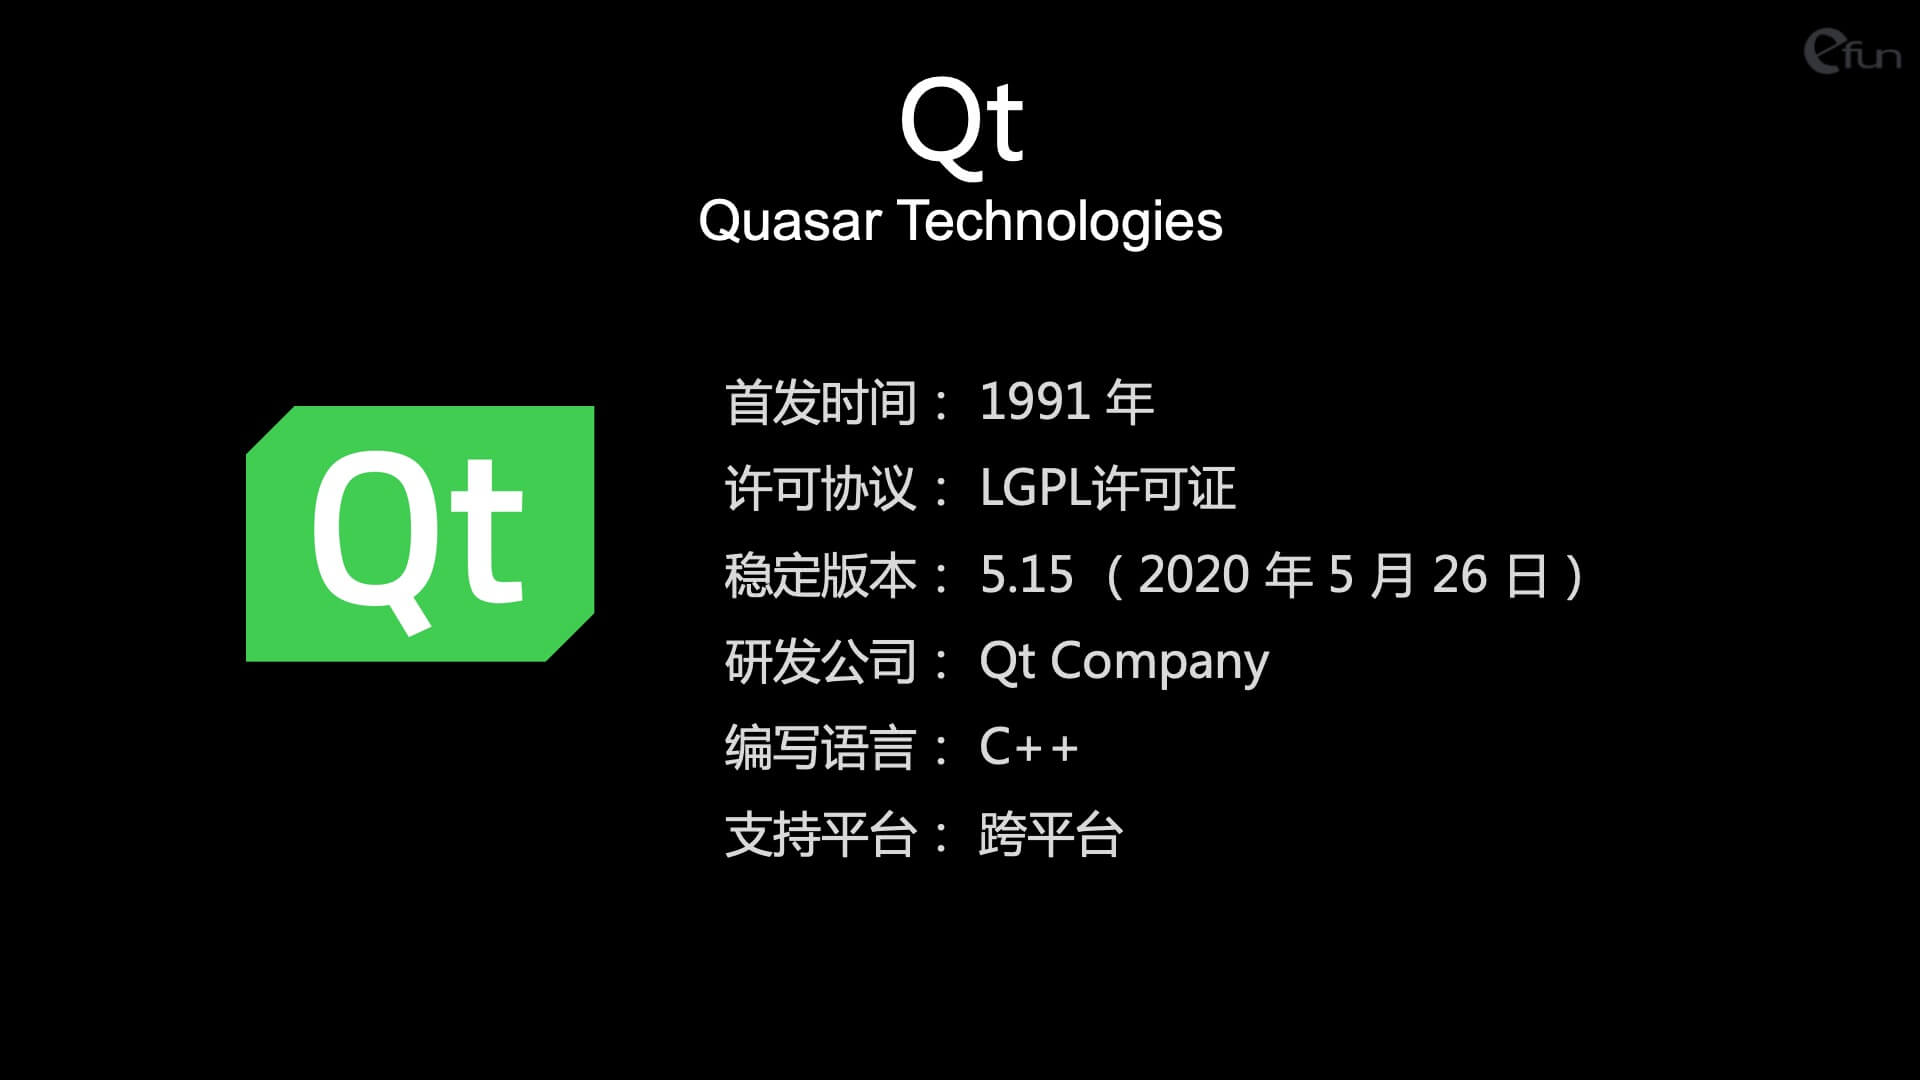 efun
Qt
Quasar Technologies
Qt
首发时间： 1991 年
许可协议： LGPL许可证
稳定版本： 5.15 （ 2020 年 5 月 26 日 ）
研发公司： Qt Company
编写语言： C++
支持平台： 跨平台